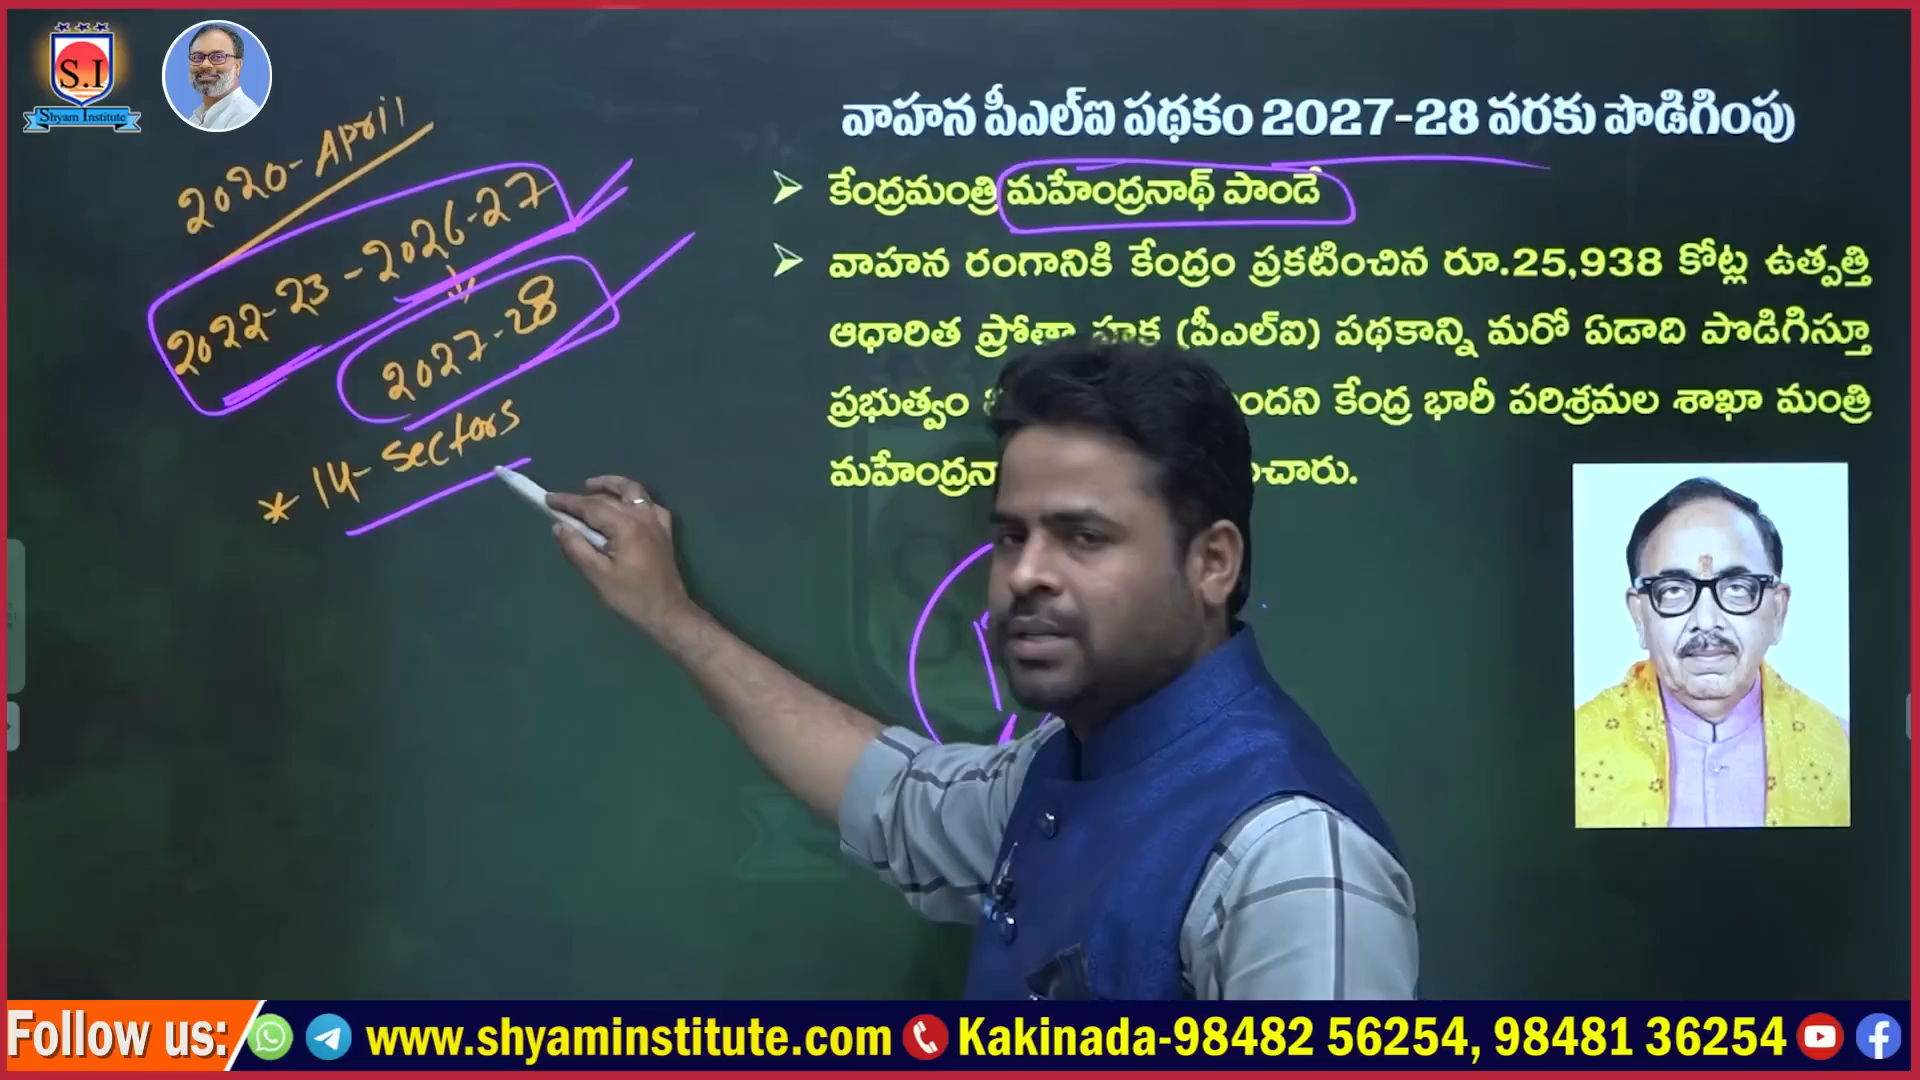 S.I
Shyam Institute
2020-April
2022-23 - 2026-27
2027-28
* 14- Sectors
వాహన పీఎల్ఐ పథకం 2027-28 వరకు పొడిగింపు
కేంద్రమంత్రి మహేంద్రనాథ్ పాండే
వాహన రంగానికి కేంద్రం ప్రకటించిన రూ.25,938 కోట్ల ఉత్పత్తి
ఆధారిత (పీఎల్ఐ) పథకాన్ని మరో ఏడాది పొడిగిస్తూ
ప్రభుత్వం కేంద్ర భారీ పరిశ్రమల శాఖా మంత్రి
Follow us: www.shyaminstitute.com Kakinada-98482 56254, 98481 36254